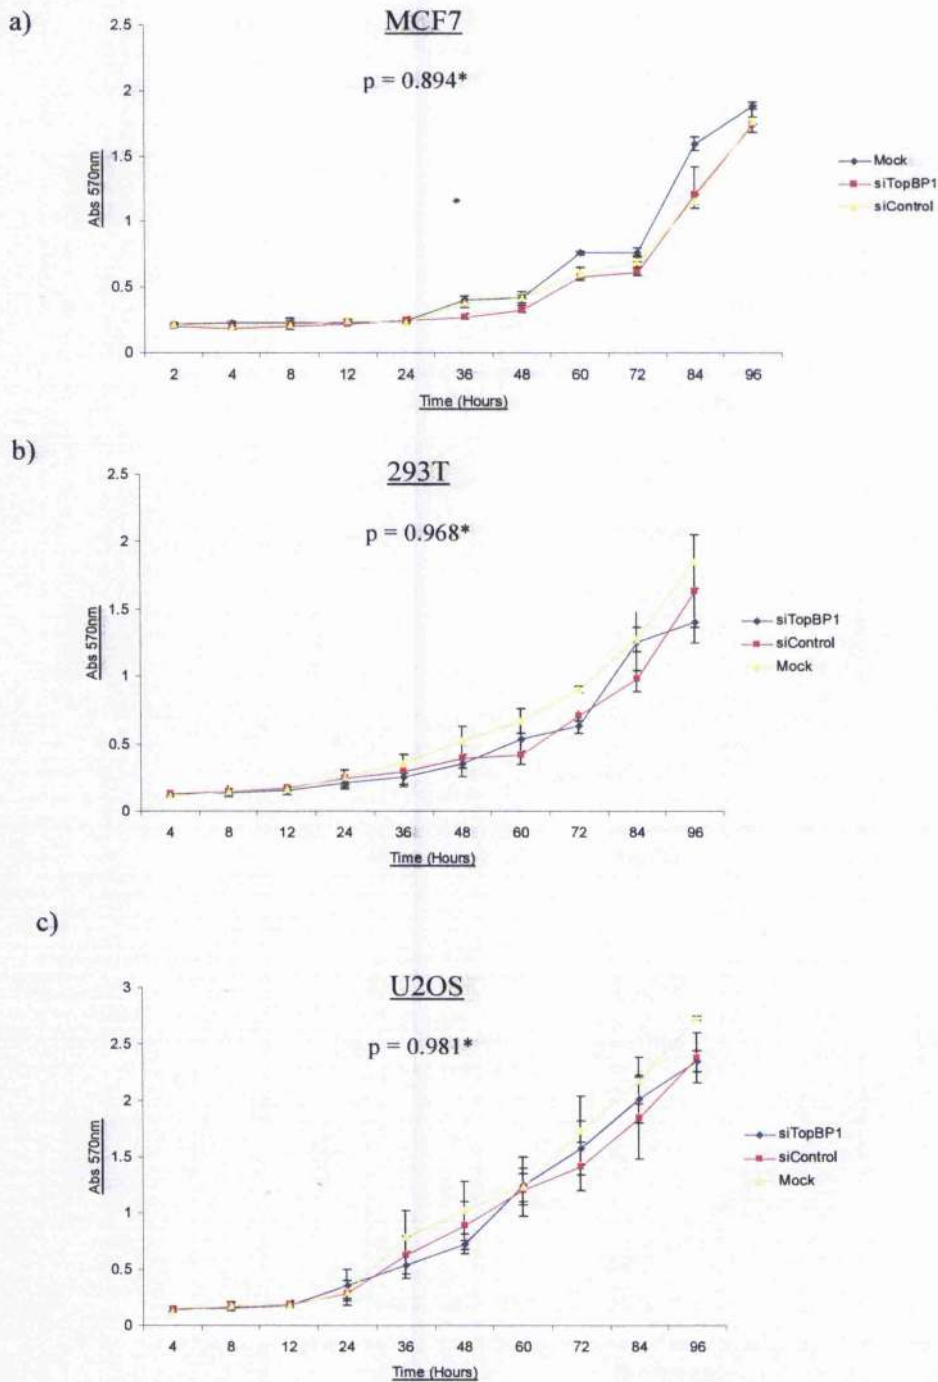 a)
MCF7
p = 0.894*
2.5
2
1.5
1
0.5
0
Abs 570nm
2 4 8 12 24 36 48 60 72 84 96
Time (Hours)
Mock
siTopBP1
siControl
b)
293T
p = 0.968*
2.5
2
1.5
1
0.5
0
Abs 570nm
4 8 12 24 36 48 60 72 84 96
Time (Hours)
siTopBP1
siControl
Mock
c)
U2OS
p = 0.981*
3
2.5
2
1.5
1
0.5
0
Abs 570nm
4 8 12 24 36 48 60 72 84 96
Time (Hours)
siTopBP1
siControl
Mock